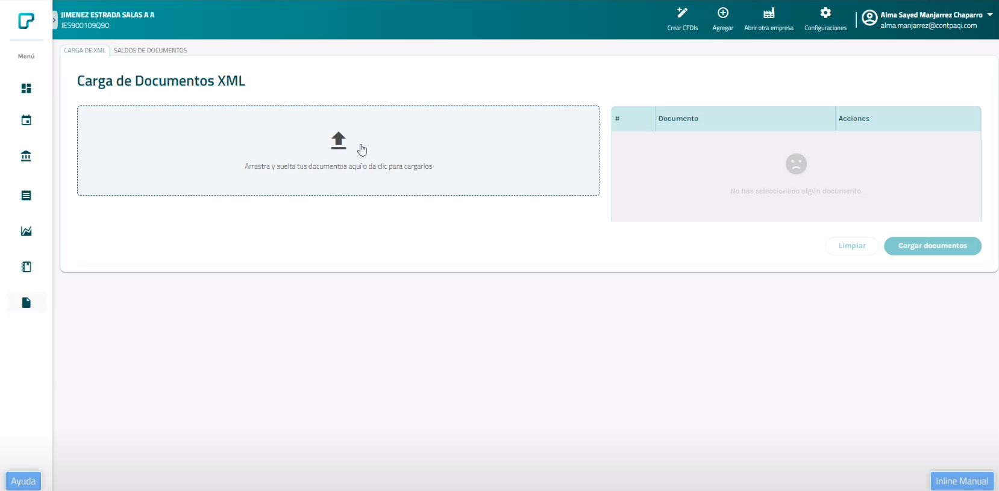 JIMENEZ ESTRADA SALAS A A
JES900109Q90
Crear CFDIs
Agregar
Abrir otra empresa
Configuraciones
Alma Sayed Manjarrez Chaparro
alma.manjarrez@contpaqi.com
Menú
CARGA DE XML
SALDOS DE DOCUMENTOS
Carga de Documentos XML
Arrastra y suelta tus documentos aquí o da clic para cargarlos
# Documento Acciones
No has seleccionado algún documento.
Limpiar
Cargar documentos
Ayuda
Inline Manual